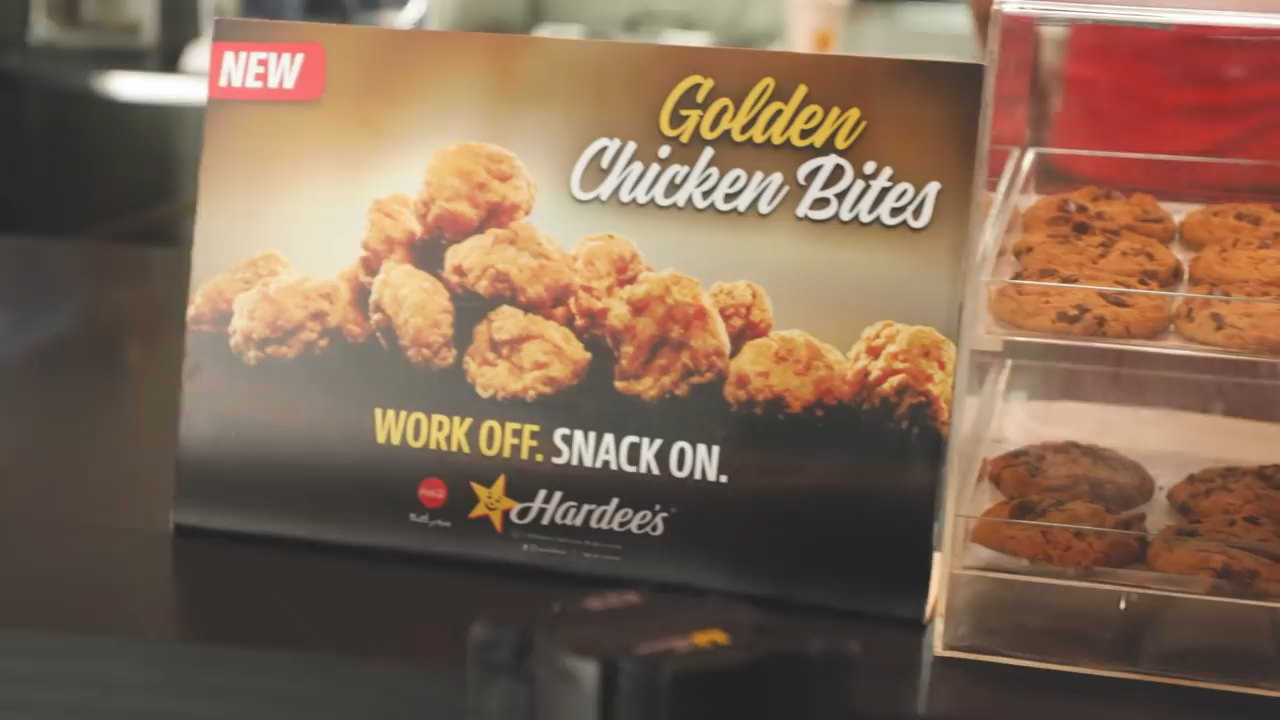 NEW
Golden
Chicken Bites
WORK OFF. SNACK ON.
Hardee's